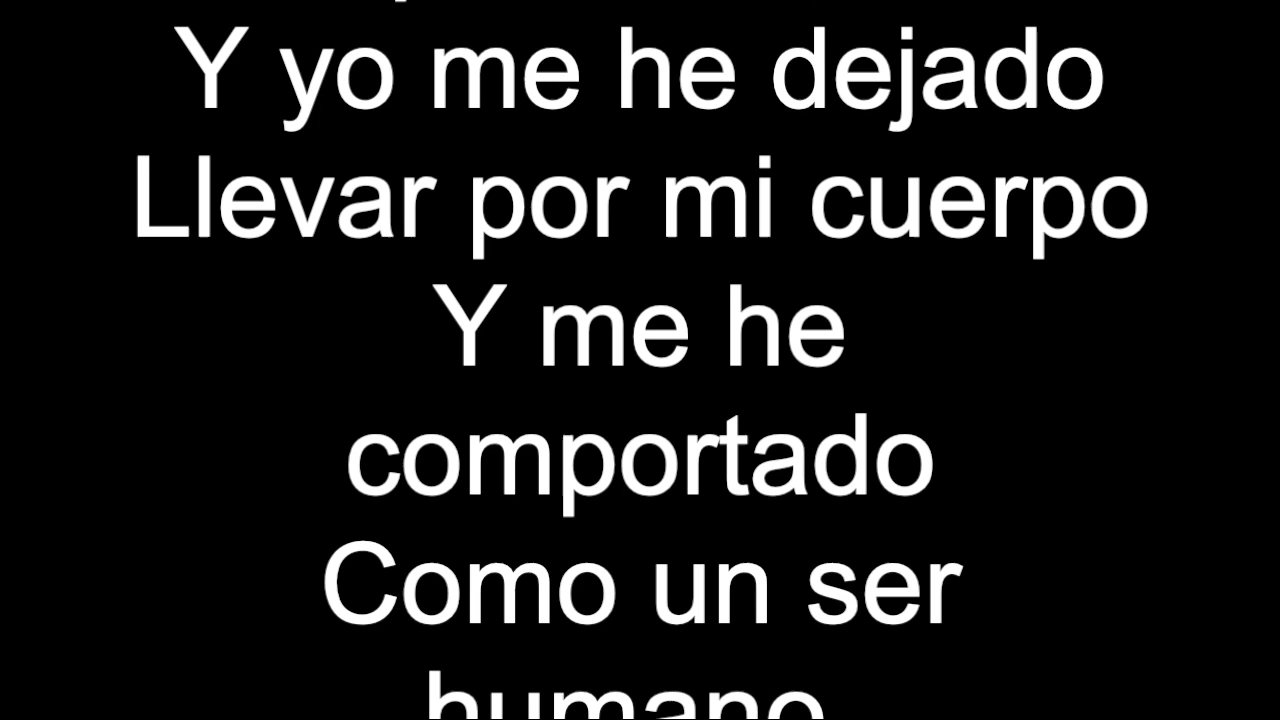 Y yo me he dejado
Llevar por mi cuerpo
Y me he
comportado
Como un ser
humano